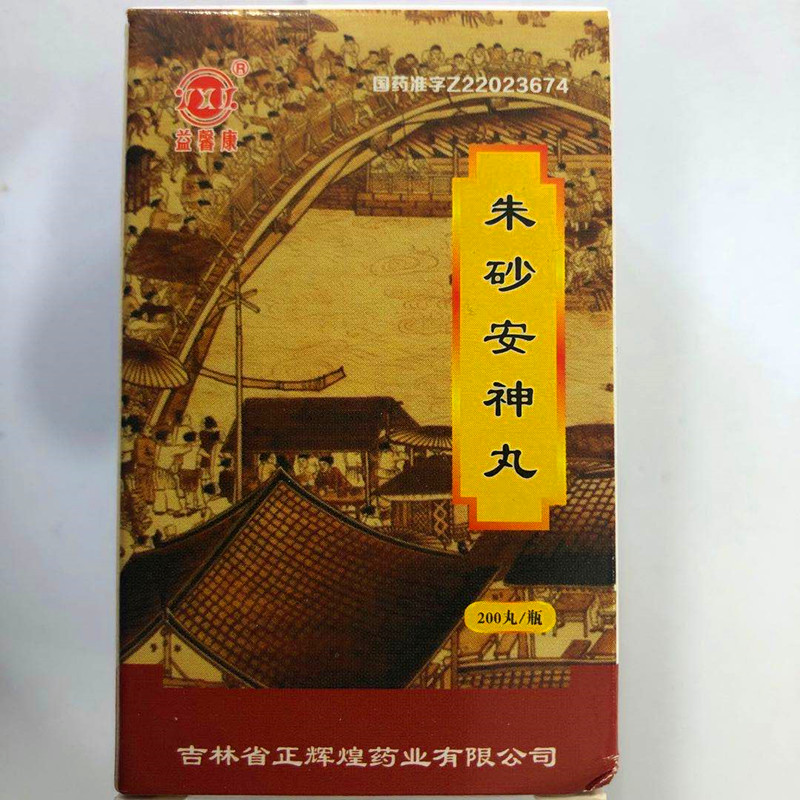 国药准字Z22023674
益馨康
朱砂安神丸
200丸/瓶
吉林省正辉煌药业有限公司